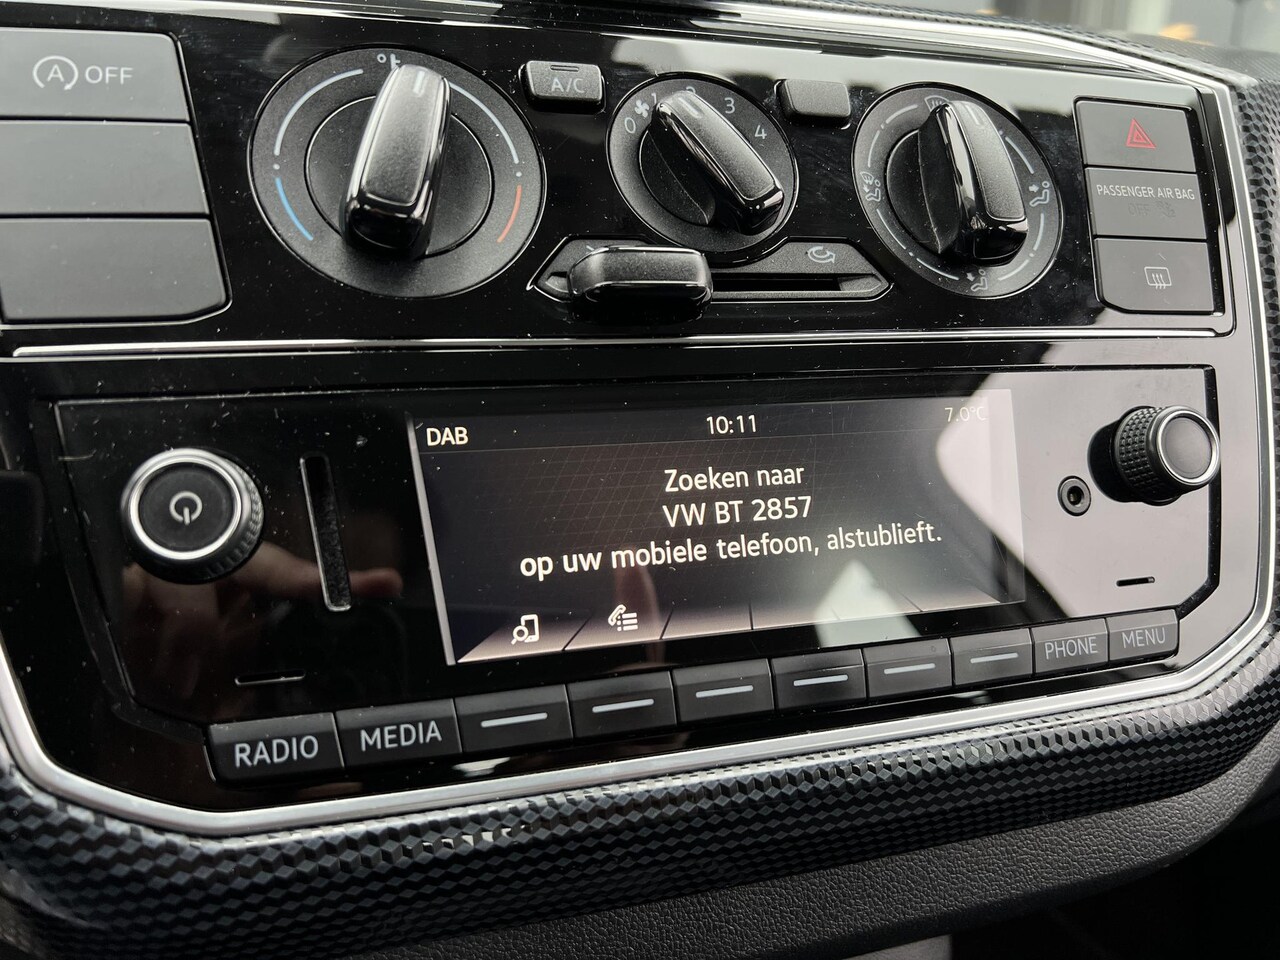 A OFF
A/C
0 1 2 3 4
PASSENGER AIR BAG
OFF
DAB 10:11 7.0°C
Zoeken naar
VW BT 2857
op uw mobiele telefoon, alstublieft.
RADIO MEDIA PHONE MENU